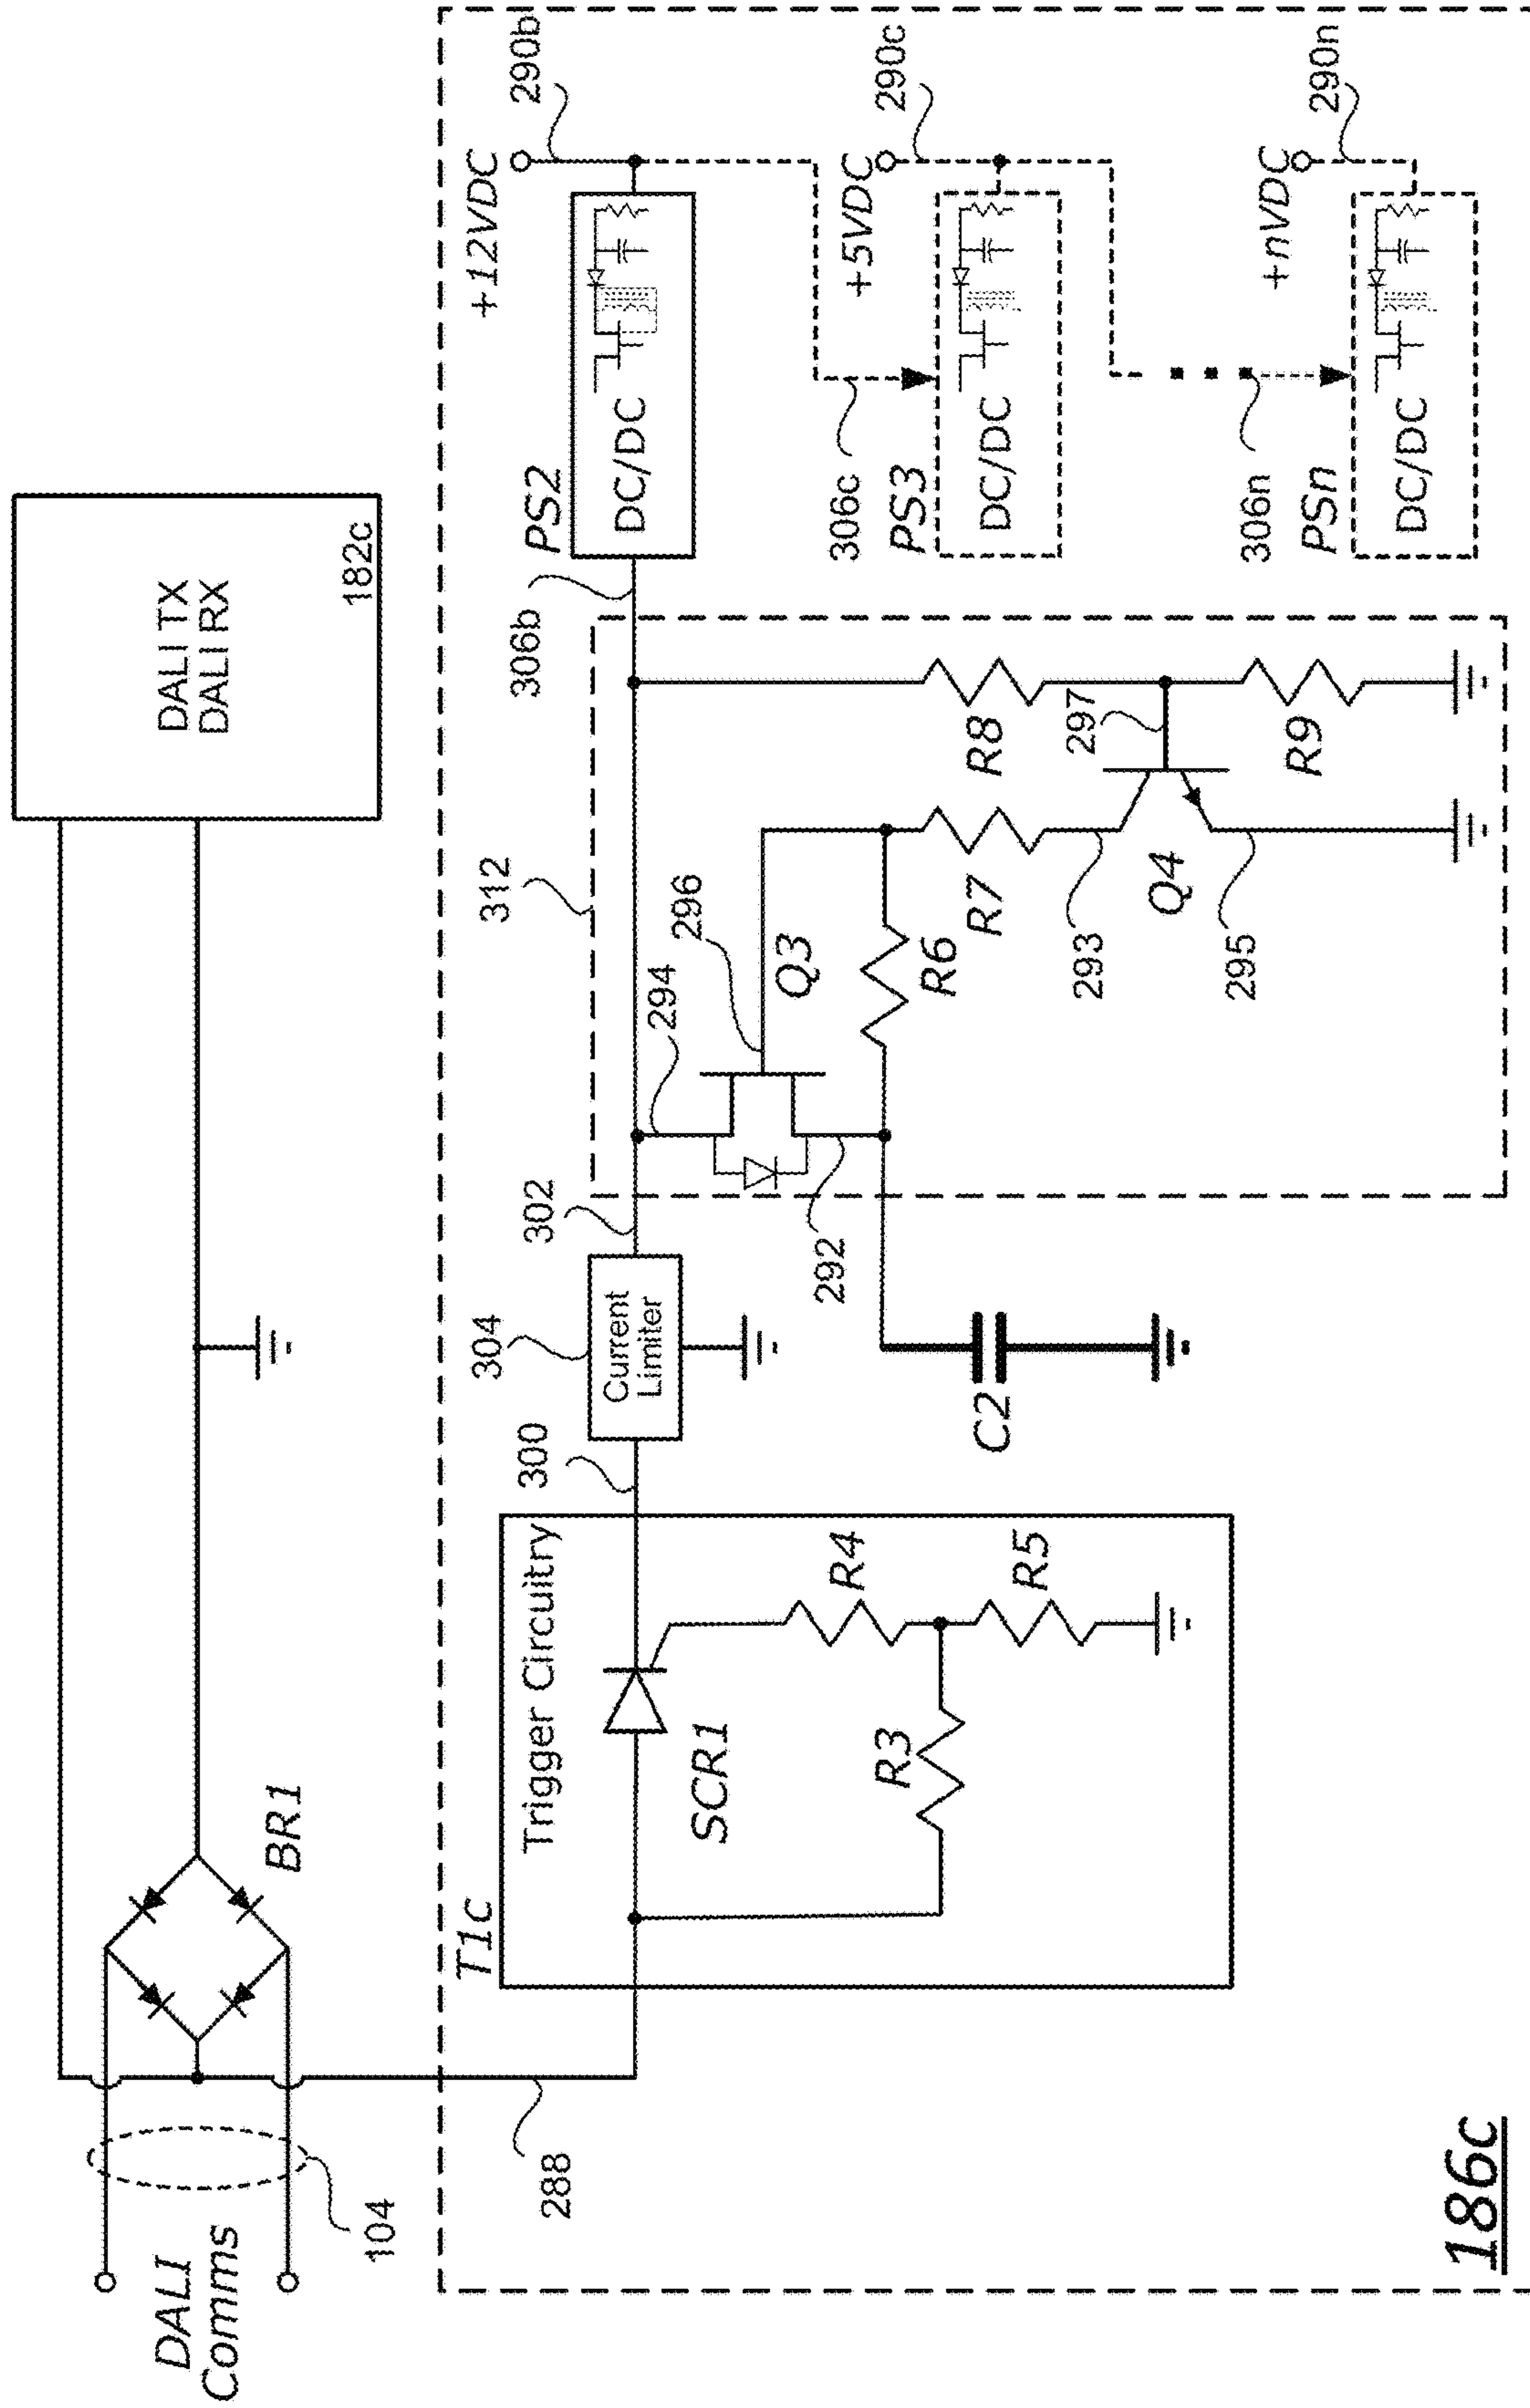 DALI
Comms
104
BR1
DALI TX
DALI RX
182c
288
T1c
Trigger Circuitry
SCR1
R3
R4
R5
300
304
Current
Limiter
302
C2
292
294
296
Q3
R6
312
R7
293
Q4
295
R8
297
R9
306b
PS2
DC/DC
+12VDC
290b
306c
PS3
DC/DC
+5VDC
290c
306n
PSn
DC/DC
+nVDC
290n
186c